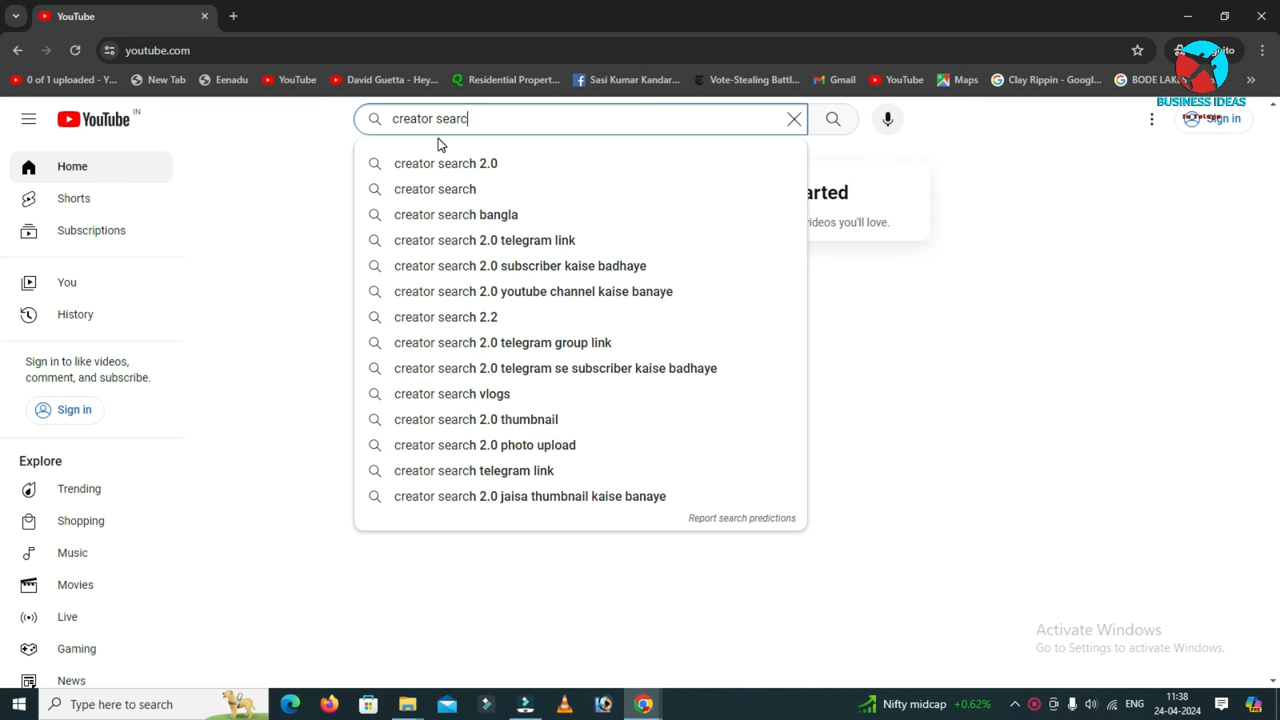 YouTube
youtube.com
Incognito
0 of 1 uploaded - Y...
New Tab
Eenadu
YouTube
David Guetta - Hey...
Residential Propert...
Sasi Kumar Kandar...
Vote-Stealing Battl...
Gmail
YouTube
Maps
Clay Rippin - Googl...
BODE LAK
BUSINESS IDEAS
In Telugu
YouTube IN
creator searc
Sign in
Home
Shorts
Subscriptions
You
History
Sign in to like videos,
comment, and subscribe.
Sign in
Explore
Trending
Shopping
Music
Movies
Live
Gaming
News
creator search 2.0
creator search
creator search bangla
creator search 2.0 telegram link
creator search 2.0 subscriber kaise badhaye
creator search 2.0 youtube channel kaise banaye
creator search 2.2
creator search 2.0 telegram group link
creator search 2.0 telegram se subscriber kaise badhaye
creator search vlogs
creator search 2.0 thumbnail
creator search 2.0 photo upload
creator search telegram link
creator search 2.0 jaisa thumbnail kaise banaye
Report search predictions
arted
videos you'll love.
Activate Windows
Go to Settings to activate Windows.
Type here to search
Nifty midcap +0.62%
ENG
11:38
24-04-2024